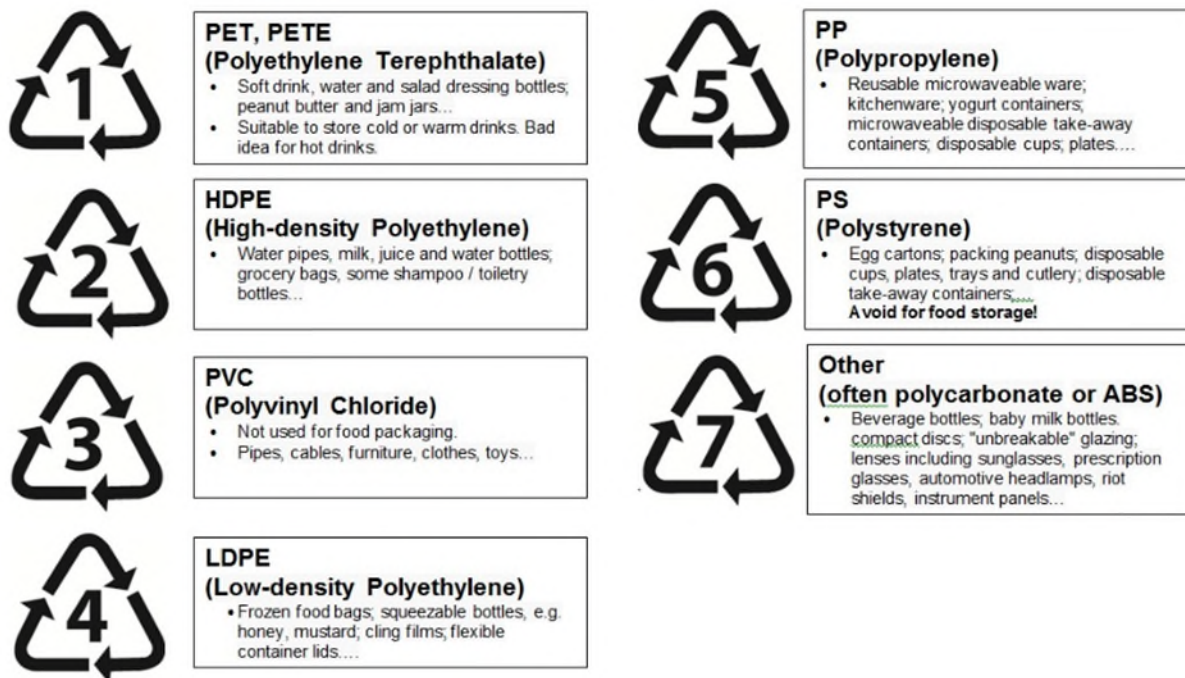 1
PET, PETE
(Polyethylene Terephthalate)
• Soft drink, water and salad dressing bottles;
peanut butter and jam jars…
• Suitable to store cold or warm drinks. Bad
idea for hot drinks.
2
HDPE
(High-density Polyethylene)
• Water pipes, milk, juice and water bottles;
grocery bags, some shampoo / toiletry
bottles…
3
PVC
(Polyvinyl Chloride)
• Not used for food packaging.
• Pipes, cables, furniture, clothes, toys…
4
LDPE
(Low-density Polyethylene)
• Frozen food bags; squeezable bottles, e.g.
honey, mustard; cling films; flexible
container lids....
5
PP
(Polypropylene)
• Reusable microwaveable ware;
kitchenware; yogurt containers;
microwaveable disposable take-away
containers; disposable cups; plates....
6
PS
(Polystyrene)
• Egg cartons; packing peanuts; disposable
cups, plates, trays and cutlery; disposable
take-away containers;....
Avoid for food storage!
7
Other
(often polycarbonate or ABS)
• Beverage bottles; baby milk bottles.
compact discs; "unbreakable" glazing;
lenses including sunglasses, prescription
glasses, automotive headlamps, riot
shields, instrument panels…